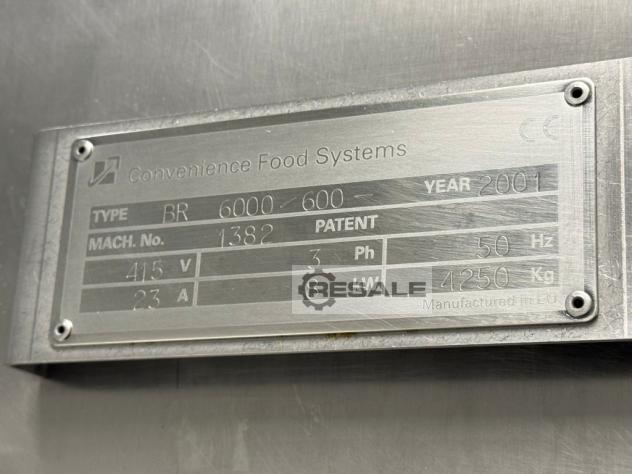 CE
Convenience Food Systems
TYPE BR 6000-600- YEAR 2001
MACH. No. 1382 PATENT
415 V 3 Ph 50 Hz
23 A kW 4250 Kg
RESALE
Manufactured in EU